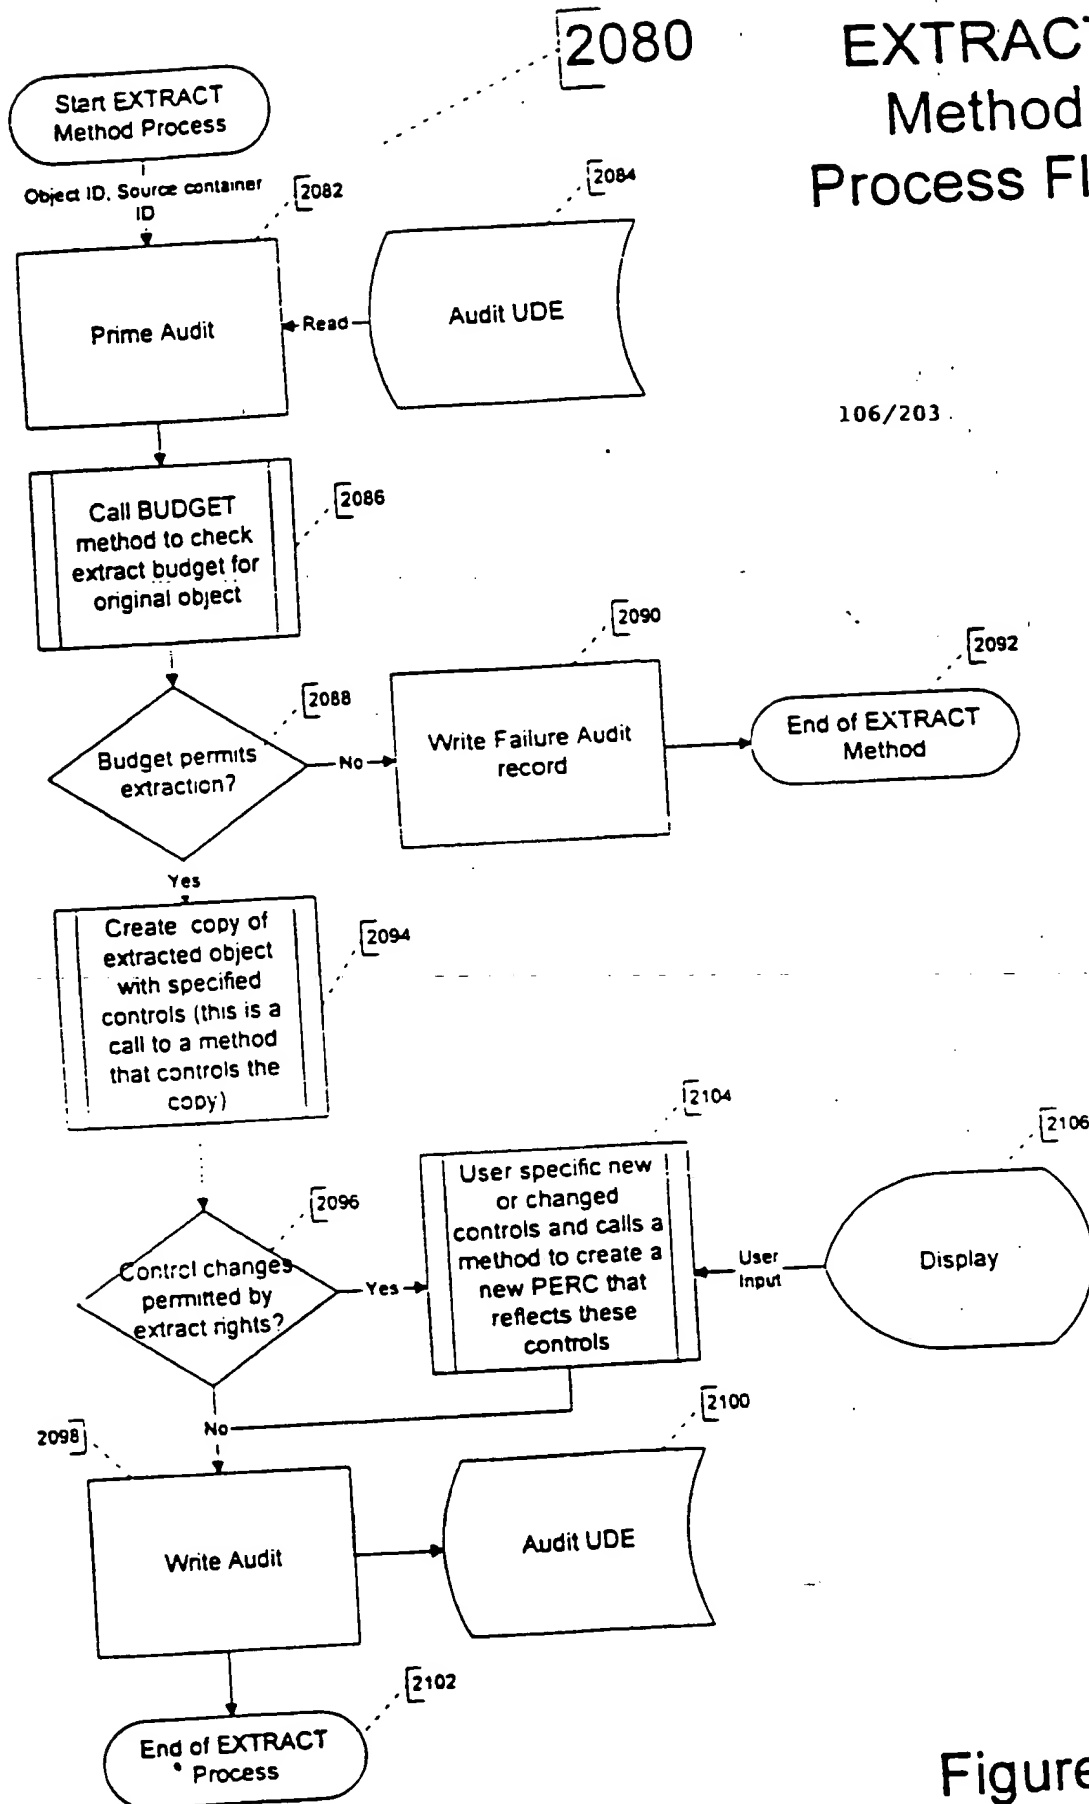 2080
EXTRACT
Method
Process Fl
Start EXTRACT
Method Process
Object ID, Source container
ID
2082
2084
Prime Audit
Read
Audit UDE
106/203
Call BUDGET
method to check
extract budget for
original object
2086
2090
2092
2088
Budget permits
extraction?
No
Write Failure Audit
record
End of EXTRACT
Method
Yes
Create copy of
extracted object
with specified
controls (this is a
call to a method
that controls the
copy)
2094
2104
2106
2096
Control changes
permitted by
extract rights?
Yes
User specific new
or changed
controls and calls a
method to create a
new PERC that
reflects these
controls
User
Input
Display
No
2098
2100
Write Audit
Audit UDE
2102
End of EXTRACT
Process
Figure